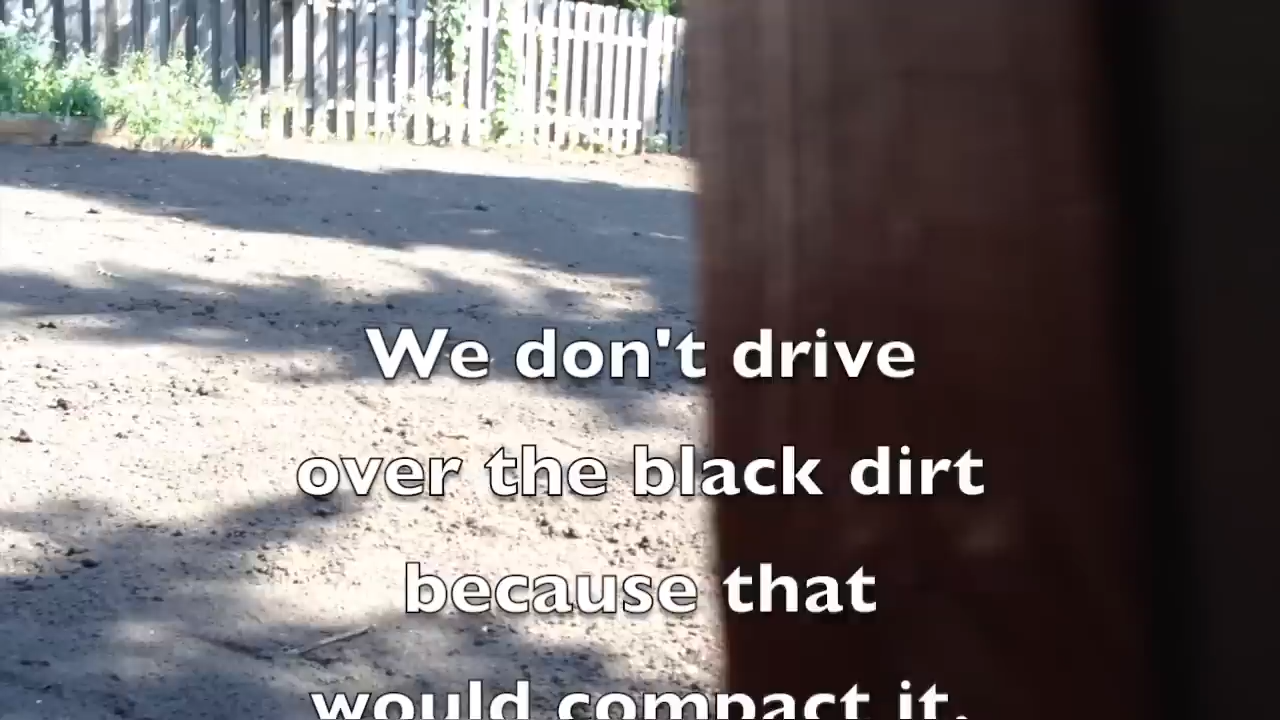 We don't drive
over the black dirt
because that
would compact it.